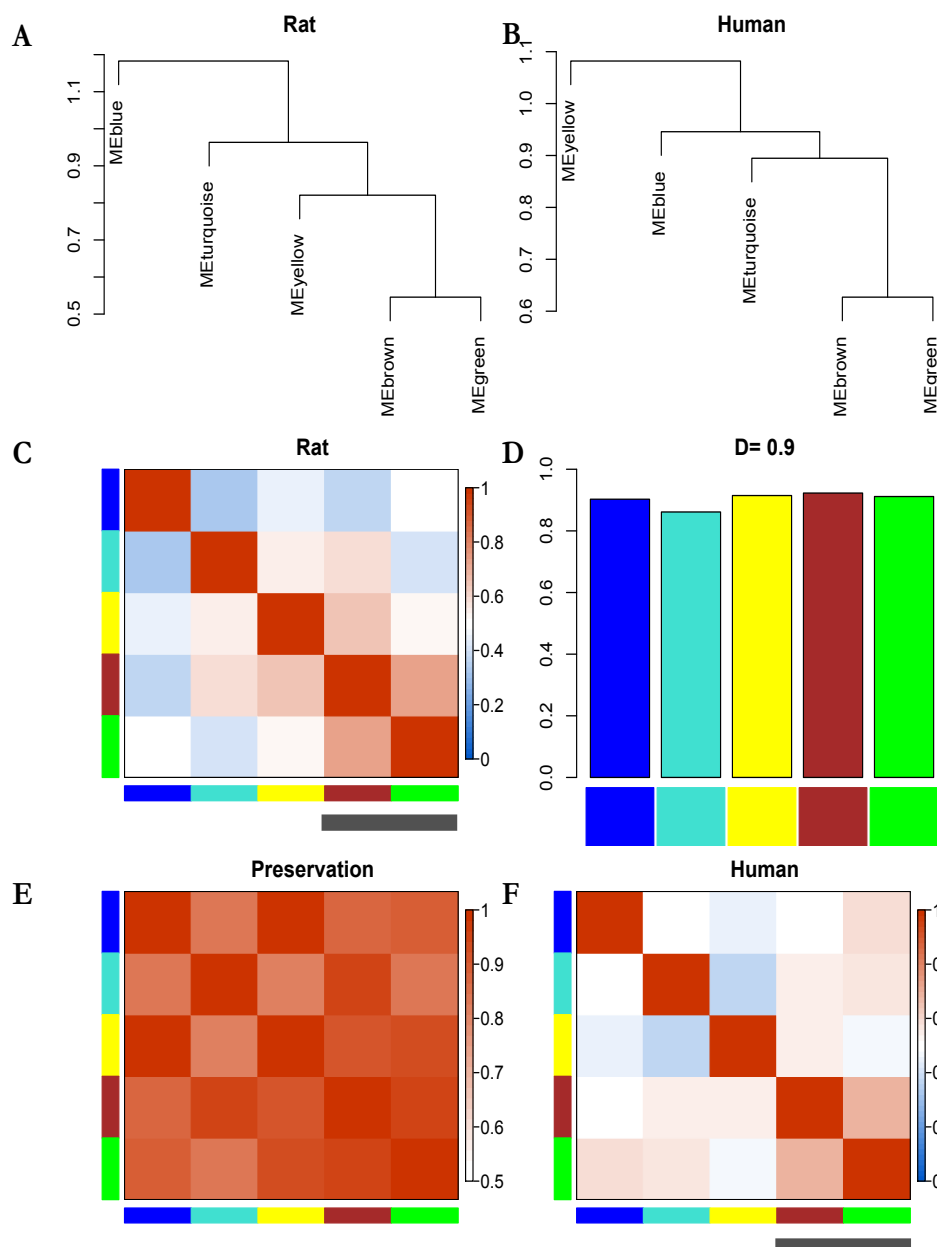 A
Rat
1.1
0.9
0.7
0.5
MEblue
MEturquoise
MEyellow
MEbrown
MEgreen
B
Human
1.1
1.0
0.9
0.8
0.7
0.6
MEyellow
MEblue
MEturquoise
MEbrown
MEgreen
C
Rat
1
0.8
0.6
0.4
0.2
0
D
D= 0.9
1.0
0.8
0.6
0.4
0.2
0.0
E
Preservation
1
0.9
0.8
0.7
0.6
0.5
F
Human